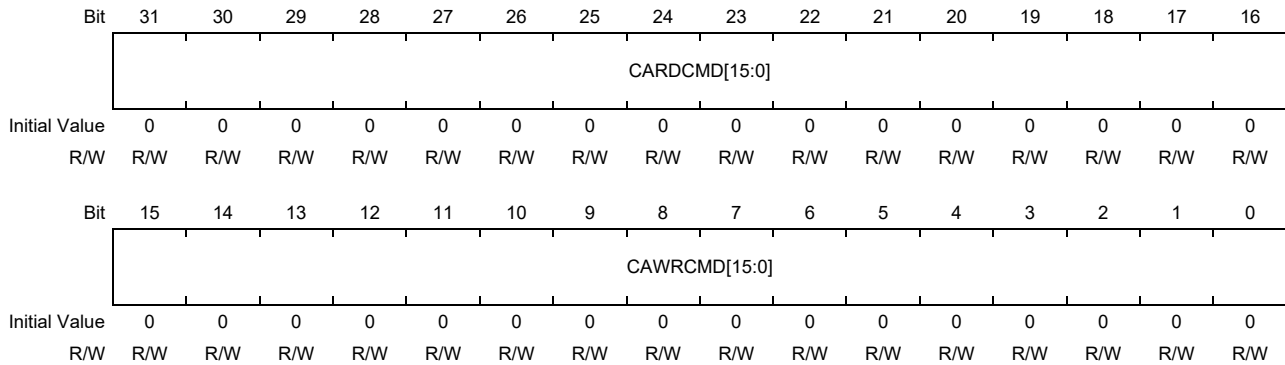 Bit 31 30 29 28 27 26 25 24 23 22 21 20 19 18 17 16
CARDCMD[15:0]
Initial Value 0 0 0 0 0 0 0 0 0 0 0 0 0 0 0 0
R/W R/W R/W R/W R/W R/W R/W R/W R/W R/W R/W R/W R/W R/W R/W R/W R/W
Bit 15 14 13 12 11 10 9 8 7 6 5 4 3 2 1 0
CAWRCMD[15:0]
Initial Value 0 0 0 0 0 0 0 0 0 0 0 0 0 0 0 0
R/W R/W R/W R/W R/W R/W R/W R/W R/W R/W R/W R/W R/W R/W R/W R/W R/W